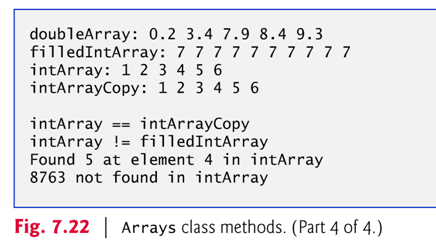 doubleArray: 0.2 3.4 7.9 8.4 9.3
filledIntArray: 7 7 7 7 7 7 7 7 7 7
intArray: 1 2 3 4 5 6
intArrayCopy: 1 2 3 4 5 6
intArray == intArrayCopy
intArray != filledIntArray
Found 5 at element 4 in intArray
8763 not found in intArray
Fig. 7.22 | Arrays class methods. (Part 4 of 4.)